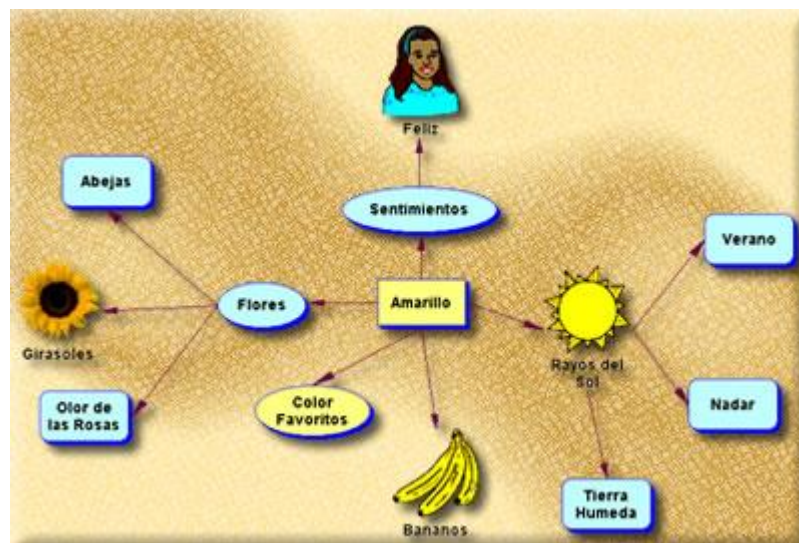 Feliz
Abejas
Sentimientos
Verano
Flores
Amarillo
Girasoles
Rayos del
Sol
Olor de
las Rosas
Color
Favoritos
Nadar
Bananos
Tierra
Humeda